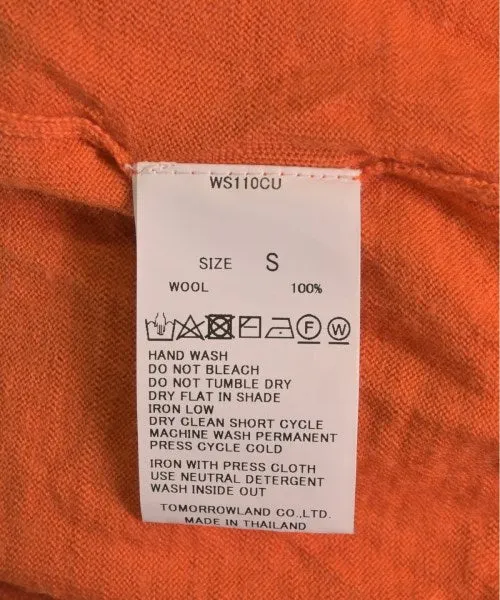 WS110CU
SIZE S
WOOL 100%
F W
HAND WASH
DO NOT BLEACH
DO NOT TUMBLE DRY
DRY FLAT IN SHADE
IRON LOW
DRY CLEAN SHORT CYCLE
MACHINE WASH PERMANENT
PRESS CYCLE COLD
IRON WITH PRESS CLOTH
USE NEUTRAL DETERGENT
WASH INSIDE OUT
TOMORROWLAND CO.,LTD.
MADE IN THAILAND